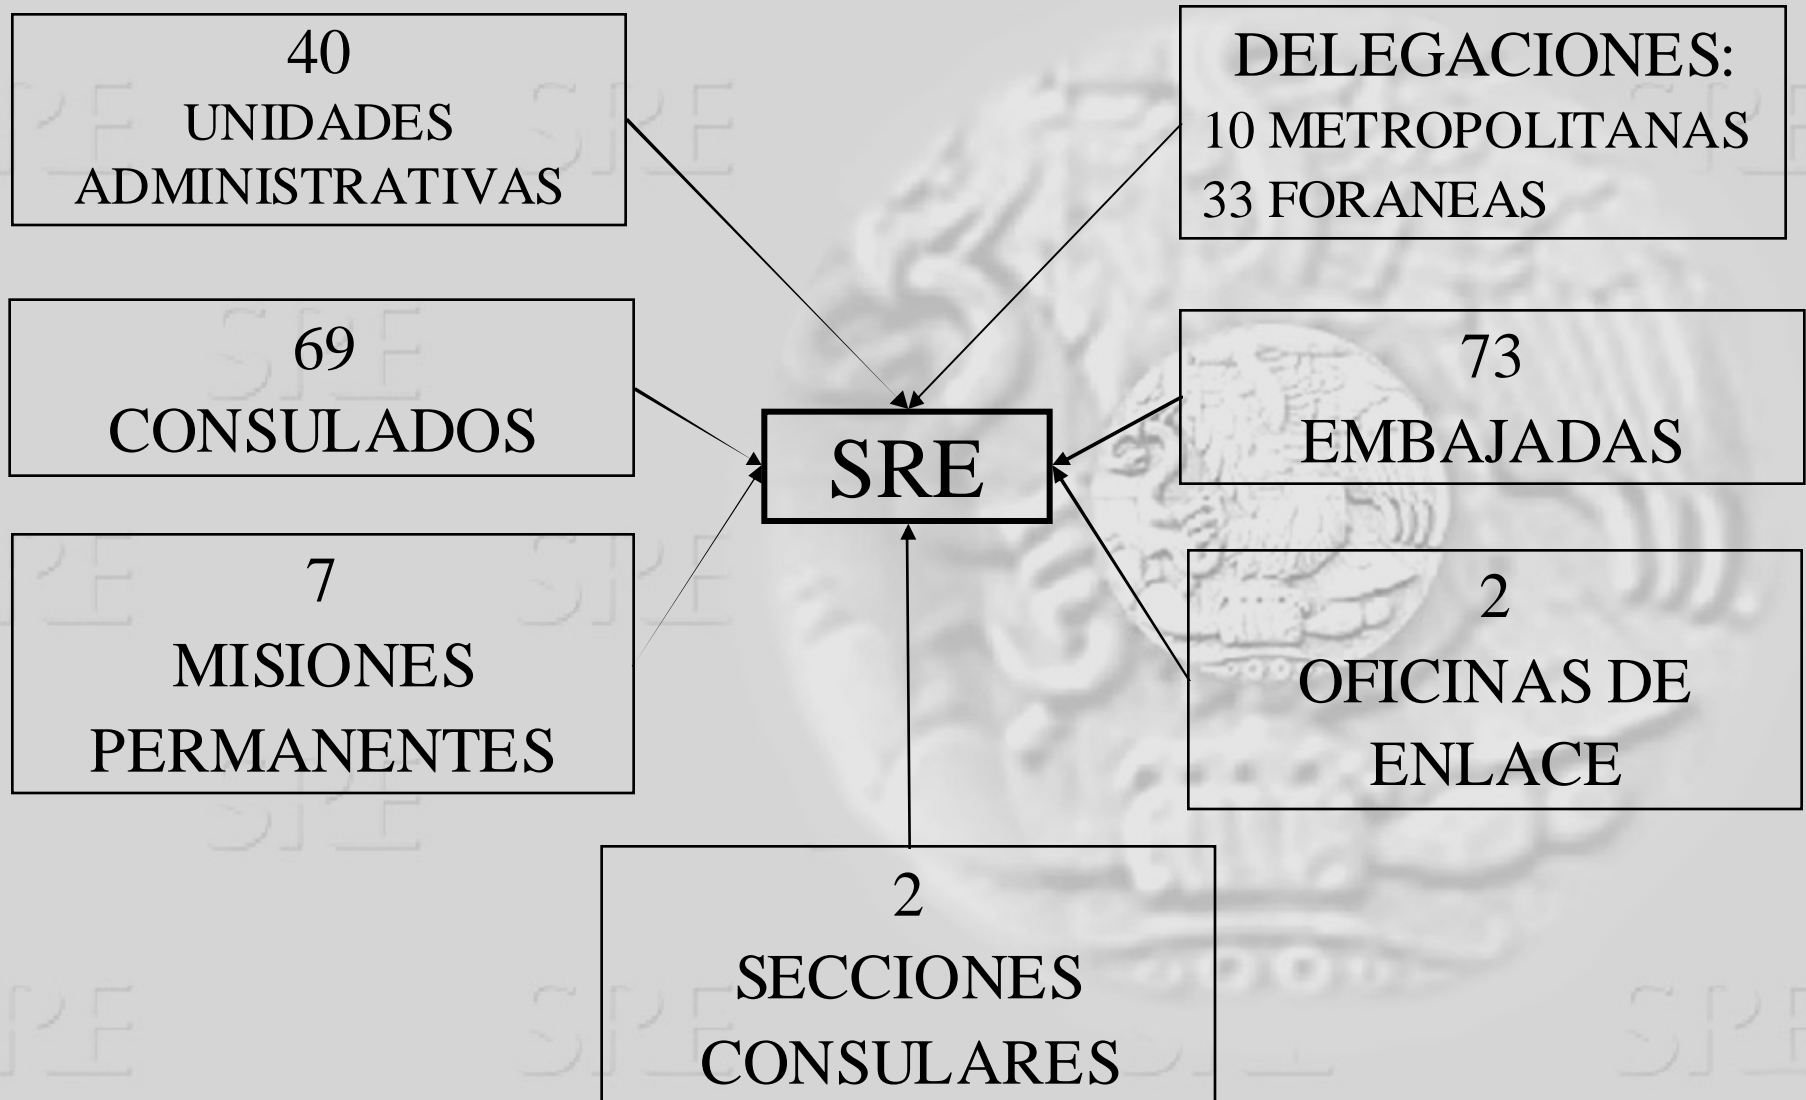 40
UNIDADES
ADMINISTRATIVAS
DELEGACIONES:
10 METROPOLITANAS
33 FORANEAS
69
CONSULADOS
73
EMBAJADAS
SRE
7
MISIONES
PERMANENTES
2
OFICINAS DE
ENLACE
2
SECCIONES
CONSULARES